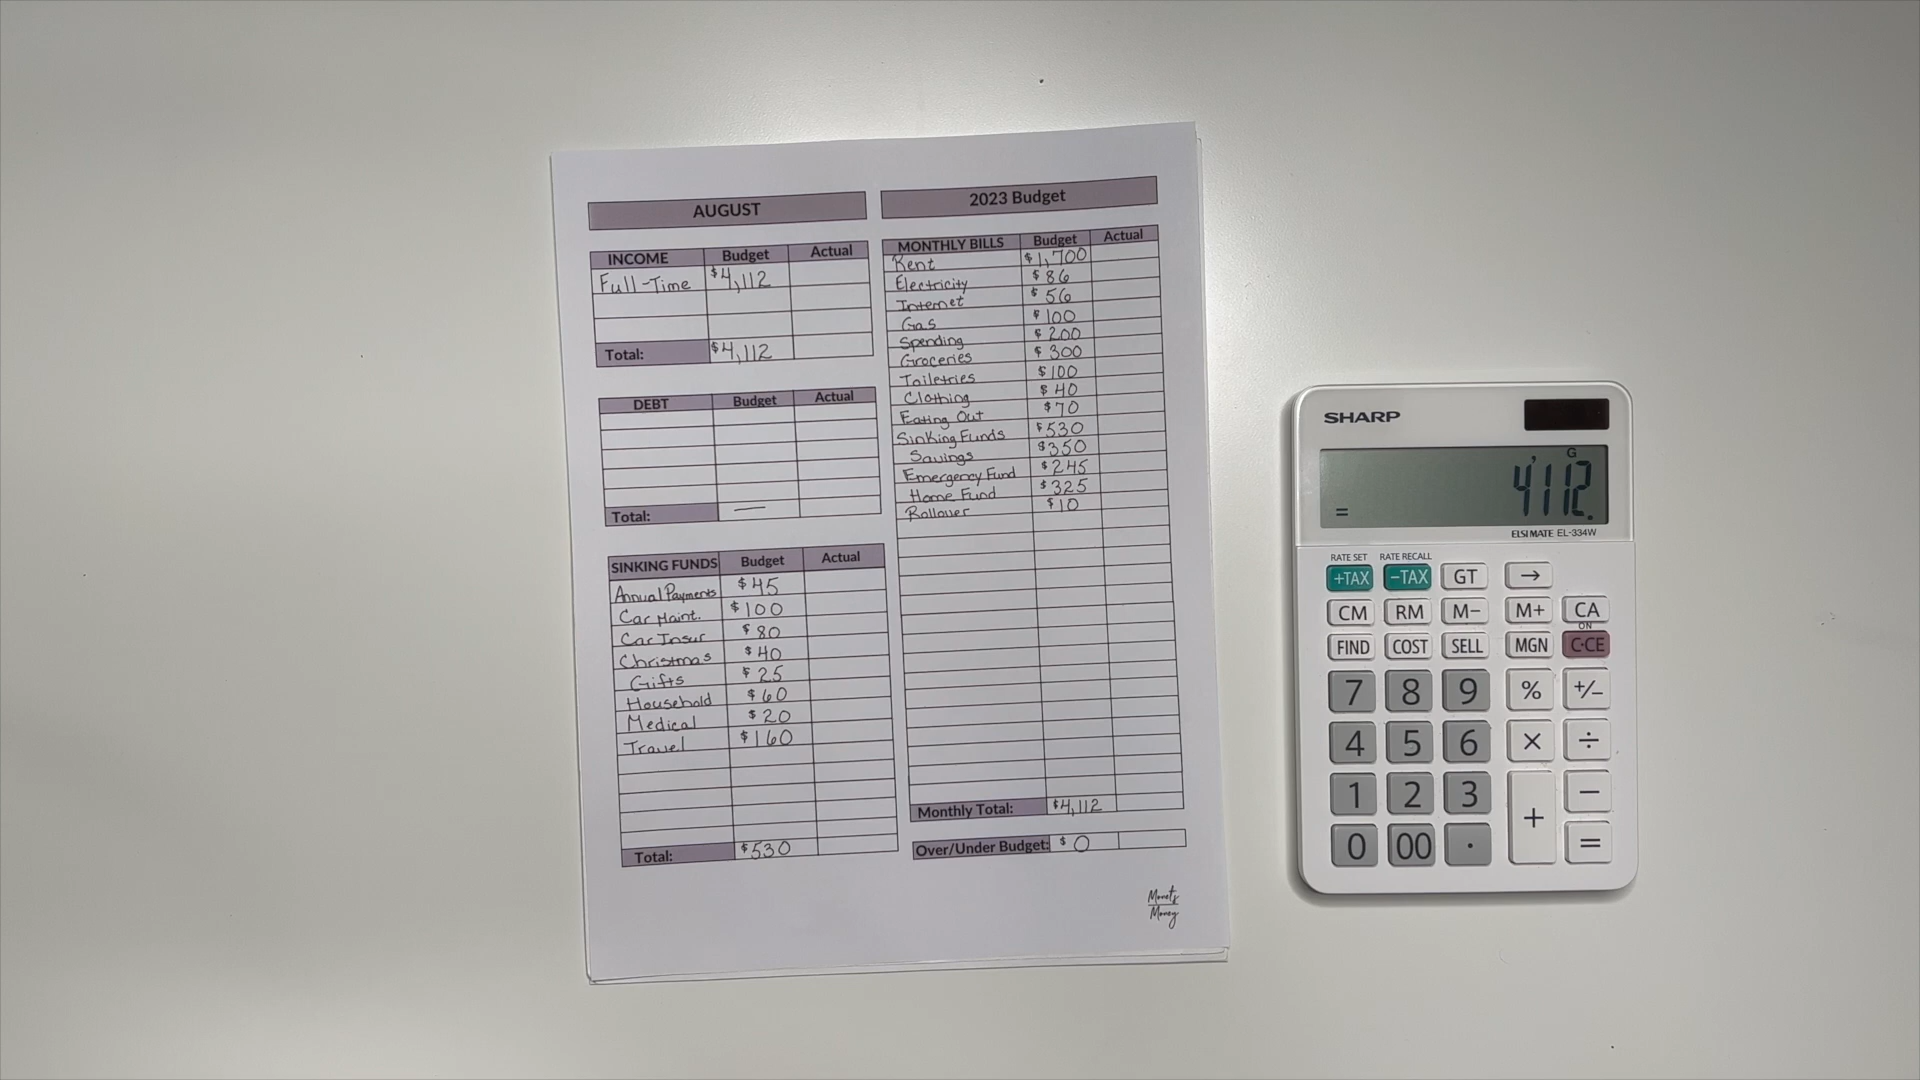 AUGUST
INCOME Budget Actual
Full-Time $4,112
Total: $4,112
DEBT Budget Actual
Total: —
SINKING FUNDS Budget Actual
Annual Payments $45
Car Maint. $100
Car Insur $80
Christmas $40
Gifts $25
Household $60
Medical $20
Travel $160
Total: $530
2023 Budget
MONTHLY BILLS Budget Actual
Rent $1,700
Electricity $86
Internet $56
Gas $100
Spending $200
Groceries $300
Toiletries $100
Clothing $40
Eating Out $70
Sinking Funds $530
Savings $350
Emergency Fund $245
Home Fund $325
Rollover $10
Monthly Total: $4,112
Over/Under Budget: $0
Monets
Money
SHARP
G
4'112.
=
ELSI MATE EL-334W
RATE SET RATE RECALL
+TAX −TAX GT →
CM RM M− M+ CA
ON
FIND COST SELL MGN C·CE
7 8 9 % +/−
4 5 6 × ÷
1 2 3 + −
0 00 · =